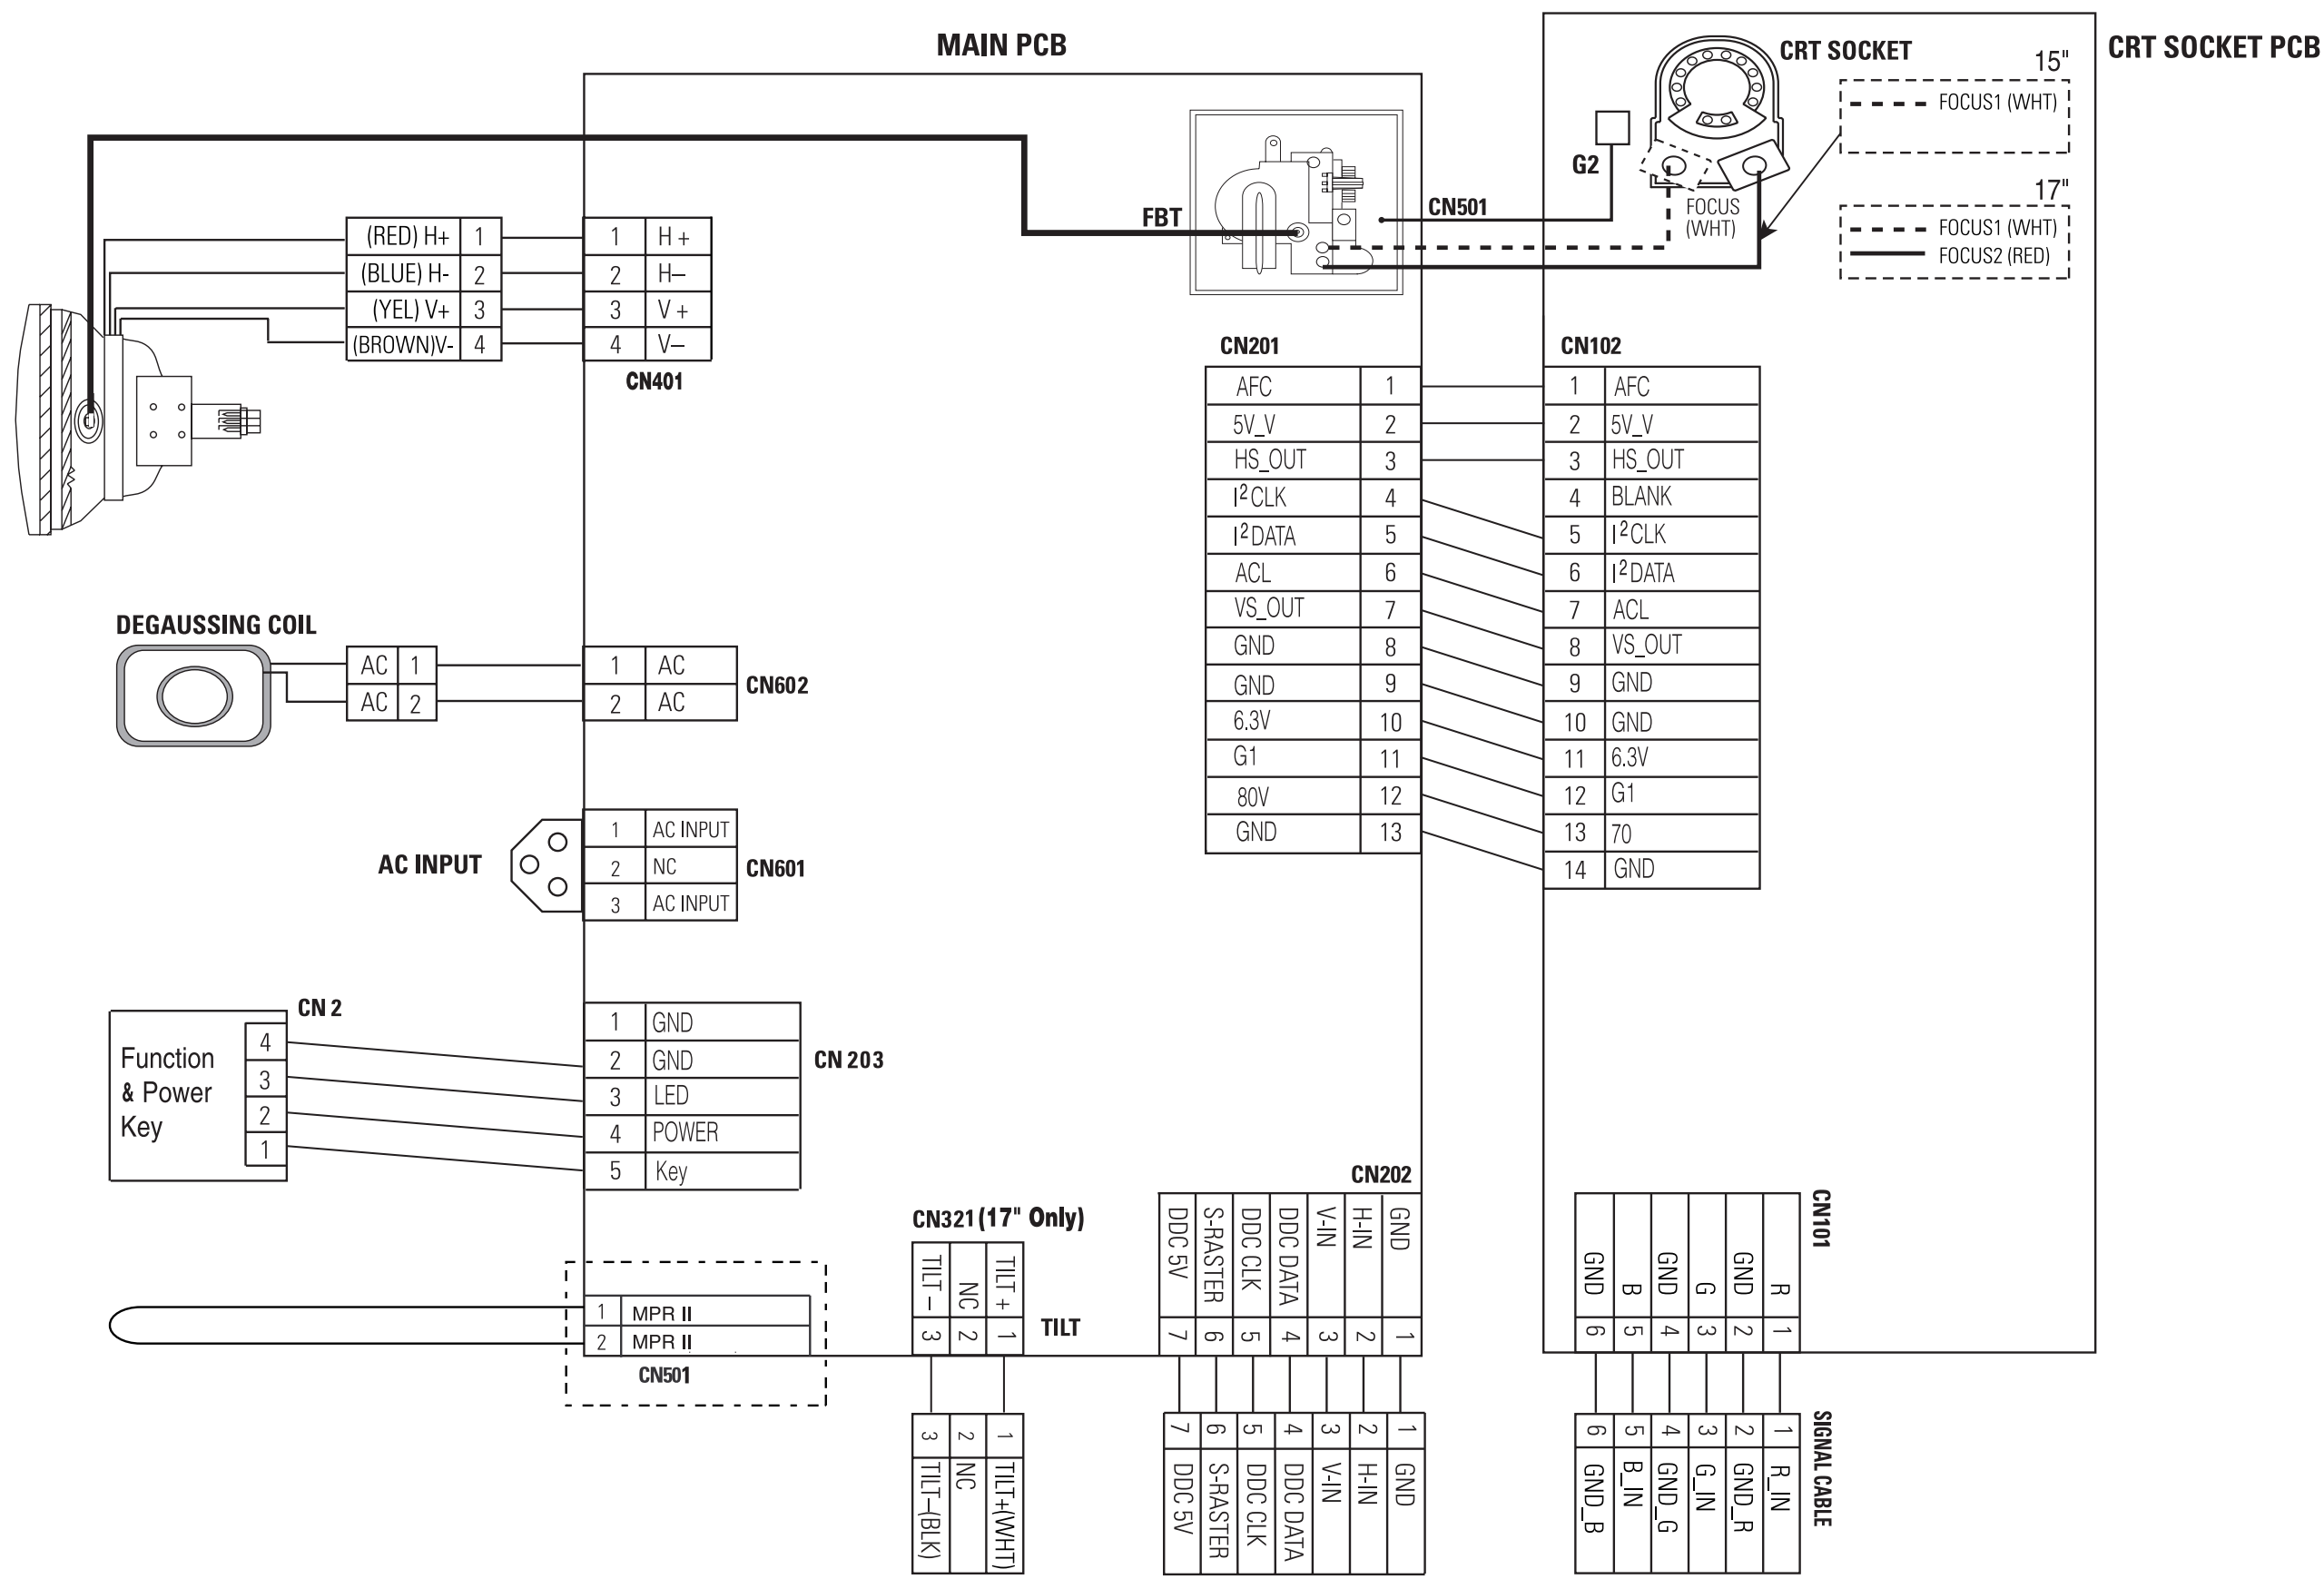 MAIN PCB
CRT SOCKET PCB
CRT SOCKET
15"
FOCUS1 (WHT)
17"
FOCUS1 (WHT)
FOCUS2 (RED)
G2
FOCUS (WHT)
CN501
FBT
(RED) H+ 1
(BLUE) H- 2
(YEL) V+ 3
(BROWN)V- 4
1 H +
2 H–
3 V +
4 V–
CN401
CN201
AFC 1
5V_V 2
HS_OUT 3
I²CLK 4
I²DATA 5
ACL 6
VS_OUT 7
GND 8
GND 9
6.3V 10
G1 11
80V 12
GND 13
CN102
1 AFC
2 5V_V
3 HS_OUT
4 BLANK
5 I²CLK
6 I²DATA
7 ACL
8 VS_OUT
9 GND
10 GND
11 6.3V
12 G1
13 70
14 GND
DEGAUSSING COIL
AC 1
AC 2
1 AC
2 AC
CN602
AC INPUT
1 AC INPUT
2 NC
3 AC INPUT
CN601
CN 2
Function
& Power
Key
4
3
2
1
1 GND
2 GND
3 LED
4 POWER
5 Key
CN 203
1 MPR II
2 MPR II
CN501
CN321 (17" Only)
TILT – NC TILT +
3 2 1
TILT
3 2 1
TILT–(BLK) NC TILT+(WHT)
CN202
DDC 5V S-RASTER DDC CLK DDC DATA V-IN H-IN GND
7 6 5 4 3 2 1
7 6 5 4 3 2 1
DDC 5V S-RASTER DDC CLK DDC DATA V-IN H-IN GND
CN101
GND B GND G GND R
6 5 4 3 2 1
6 5 4 3 2 1
GND_B B_IN GND_G G_IN GND_R R_IN
SIGNAL CABLE